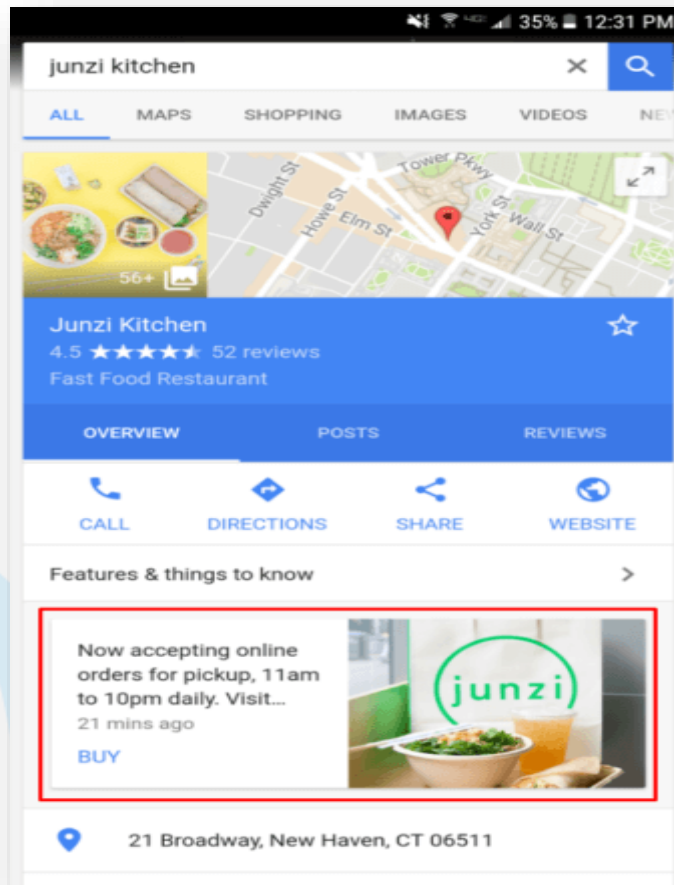 35% 12:31 PM
junzi kitchen
ALL MAPS SHOPPING IMAGES VIDEOS NEW
Dwight St
Howe St
Elm St
Tower Pkwy
York St
Wall St
56+
Junzi Kitchen
4.5 52 reviews
Fast Food Restaurant
OVERVIEW POSTS REVIEWS
CALL DIRECTIONS SHARE WEBSITE
Features & things to know
Now accepting online
orders for pickup, 11am
to 10pm daily. Visit...
21 mins ago
BUY
junzi
21 Broadway, New Haven, CT 06511